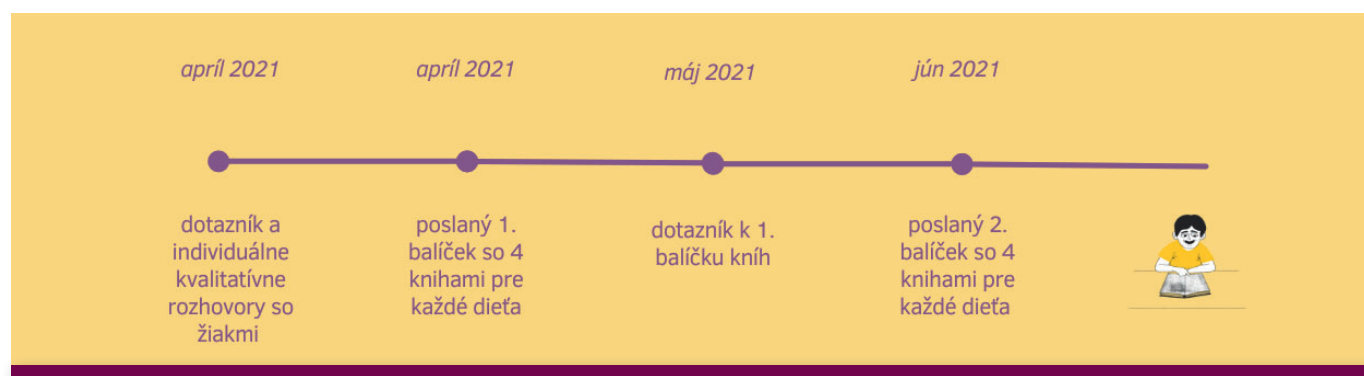 apríl 2021
apríl 2021
máj 2021
jún 2021
dotazník a
individuálne
kvalitatívne
rozhovory so
žiakmi
poslaný 1.
balíček so 4
knihami pre
každé dieťa
dotazník k 1.
balíčku kníh
poslaný 2.
balíček so 4
knihami pre
každé dieťa